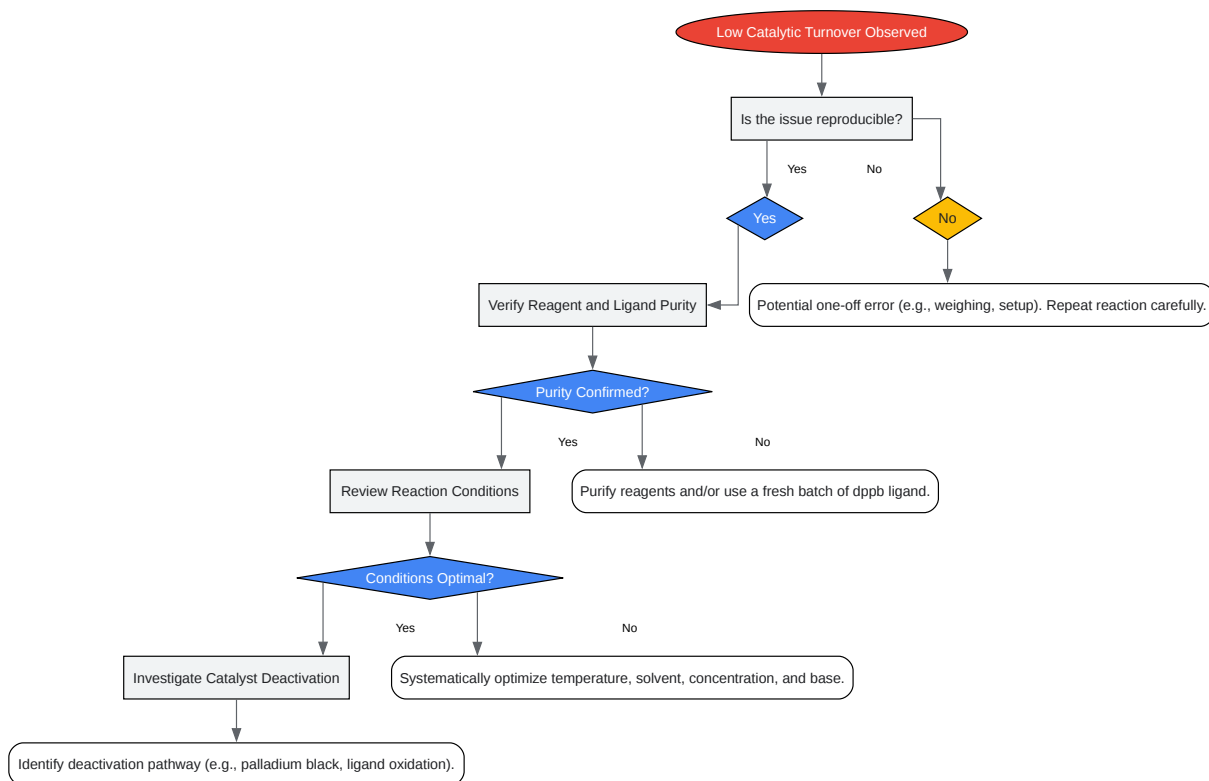 Low Catalytic Turnover Observed
Is the issue reproducible?
Yes
No
Yes
No
Verify Reagent and Ligand Purity
Potential one-off error (e.g., weighing, setup). Repeat reaction carefully.
Purity Confirmed?
Yes
No
Review Reaction Conditions
Purify reagents and/or use a fresh batch of dppb ligand.
Conditions Optimal?
Yes
No
Investigate Catalyst Deactivation
Systematically optimize temperature, solvent, concentration, and base.
Identify deactivation pathway (e.g., palladium black, ligand oxidation).